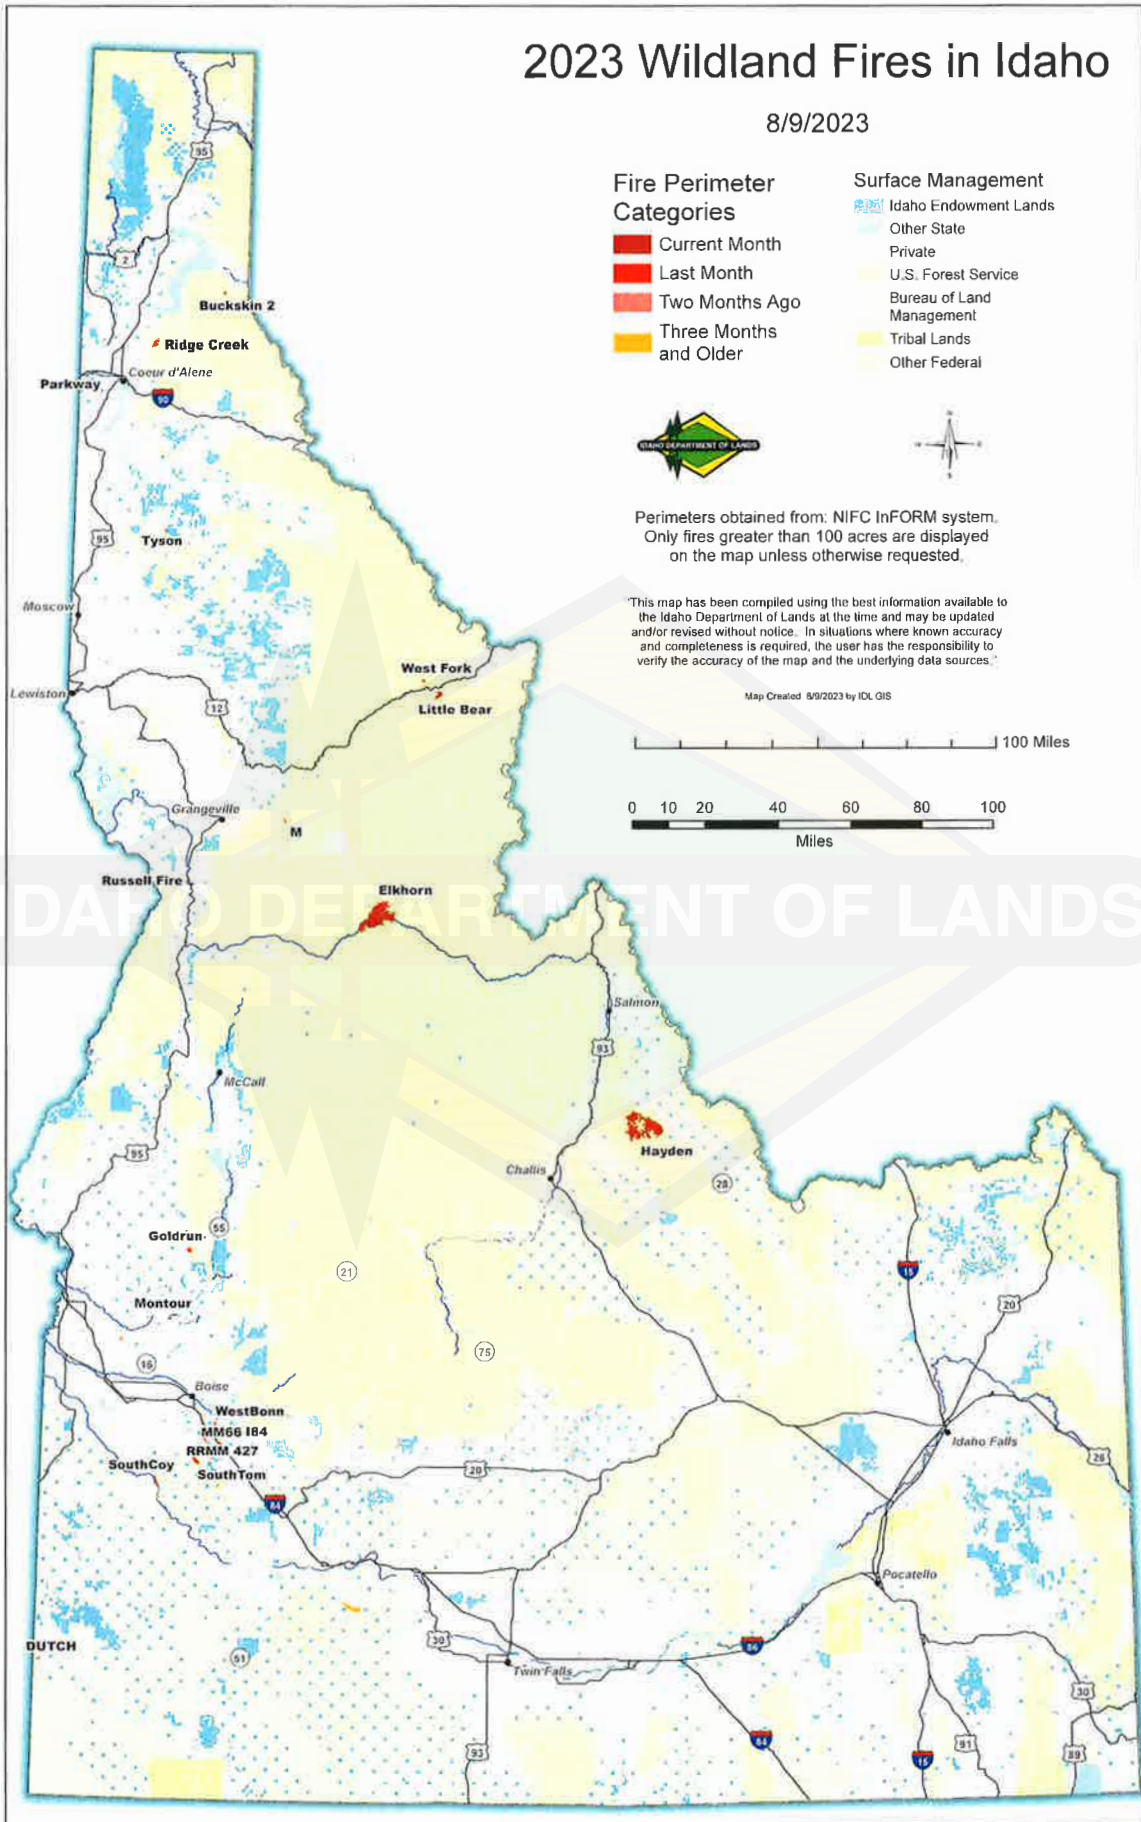 2023 Wildland Fires in Idaho
8/9/2023
Fire Perimeter
Categories
Current Month
Last Month
Two Months Ago
Three Months
and Older
Surface Management
Idaho Endowment Lands
Other State
Private
U.S. Forest Service
Bureau of Land
Management
Tribal Lands
Other Federal
IDAHO DEPARTMENT OF LANDS
N
W
E
S
Perimeters obtained from: NIFC InFORM system.
Only fires greater than 100 acres are displayed
on the map unless otherwise requested.
"This map has been compiled using the best information available to
the Idaho Department of Lands at the time and may be updated
and/or revised without notice. In situations where known accuracy
and completeness is required, the user has the responsibility to
verify the accuracy of the map and the underlying data sources."
Map Created 8/9/2023 by IDL GIS
100 Miles
0 10 20 40 60 80 100
Miles
95
2
Buckskin 2
Ridge Creek
Coeur d'Alene
Parkway
90
95
Tyson
Moscow
West Fork
Lewiston
12
Little Bear
Grangeville
M
Russell Fire
Elkhorn
IDAHO DEPARTMENT OF LANDS
Salmon
93
McCall
95
Hayden
Challis
28
55
Goldrun
21
15
20
Montour
16
75
Boise
WestBonn
MM66 I84
RRMM 427
SouthCoy
SouthTom
20
84
Idaho Falls
26
Pocatello
DUTCH
51
30
86
Twin Falls
30
93
84
91
89
15